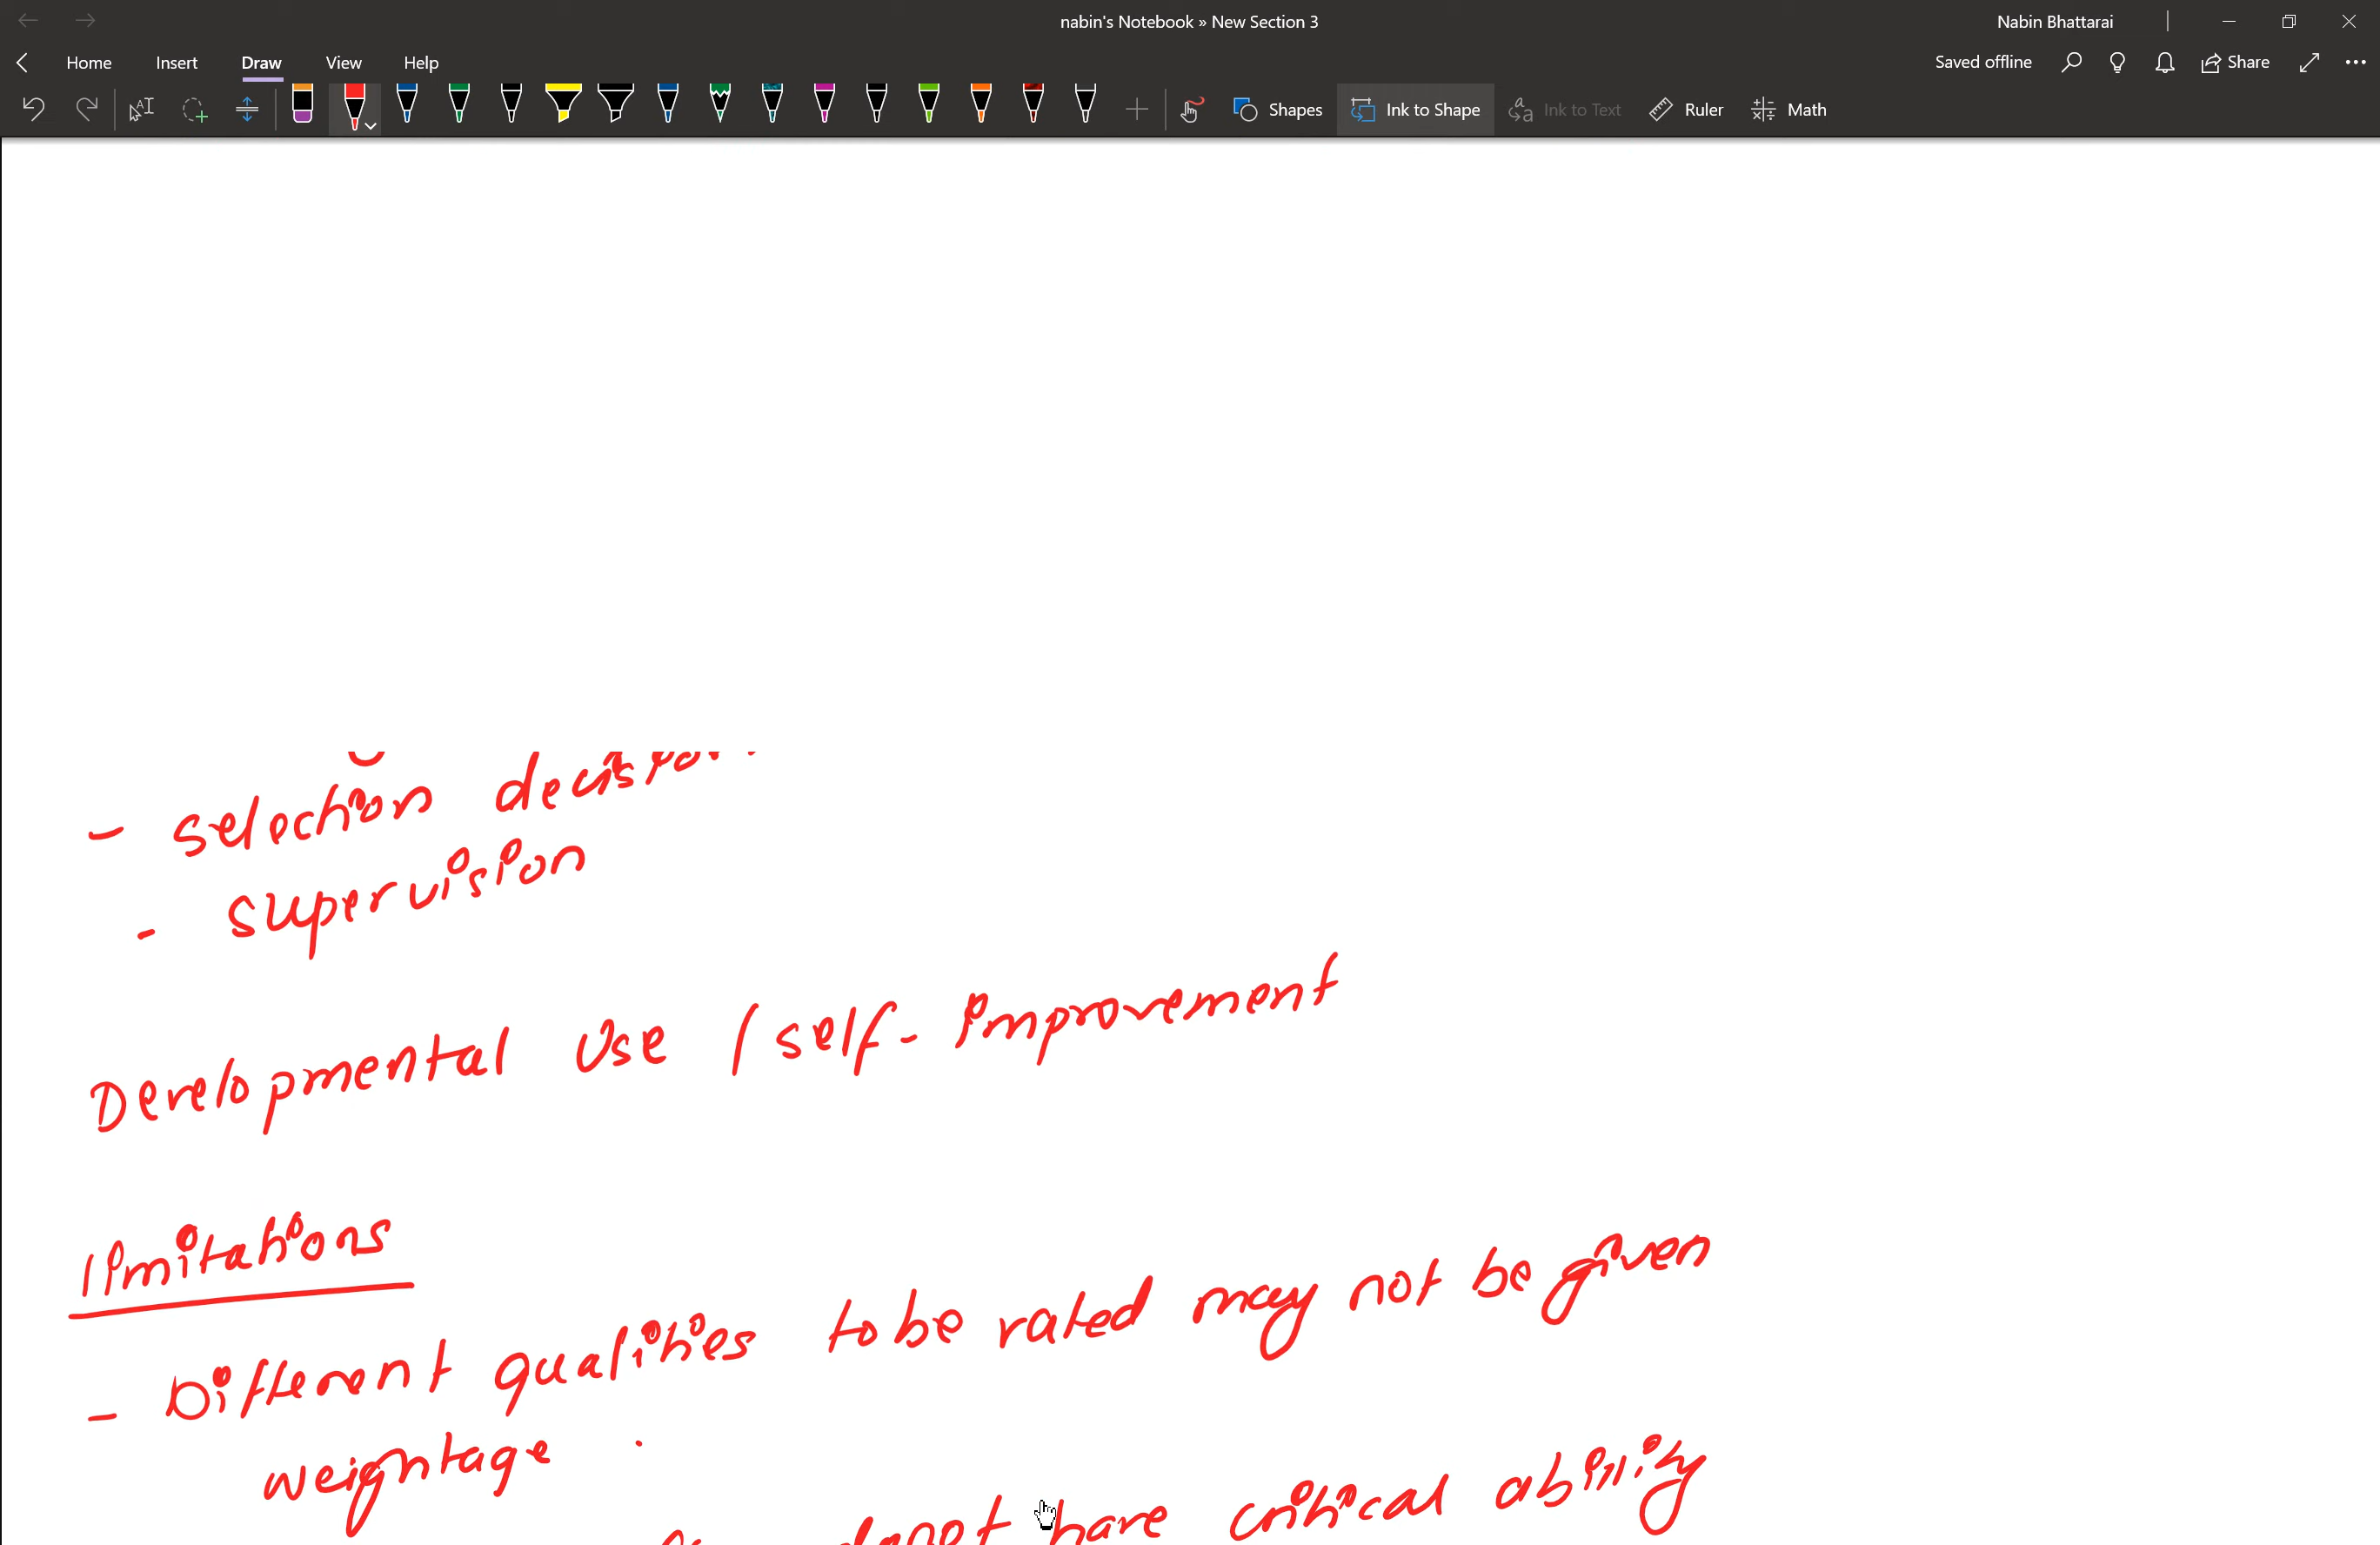 nabin's Notebook » New Section 3
Nabin Bhattarai
Home Insert Draw View Help
Saved offline
Share
Shapes
Ink to Shape
Ink to Text
Ruler
Math
- selection decision
- supervision
Developmental Use / self-improvement
limitations
- Different qualities to be rated may not be given
weightage .
have critical ability